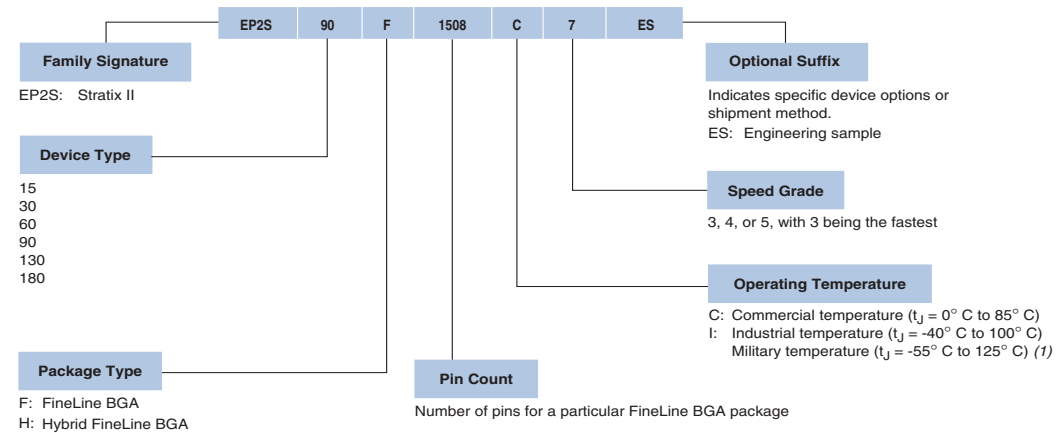 EP2S 90 F 1508 C 7 ES
Family Signature
EP2S: Stratix II
Optional Suffix
Indicates specific device options or
shipment method.
ES: Engineering sample
Device Type
15
30
60
90
130
180
Speed Grade
3, 4, or 5, with 3 being the fastest
Operating Temperature
C: Commercial temperature (tJ = 0° C to 85° C)
I: Industrial temperature (tJ = -40° C to 100° C)
Military temperature (tJ = -55° C to 125° C) (1)
Package Type
F: FineLine BGA
H: Hybrid FineLine BGA
Pin Count
Number of pins for a particular FineLine BGA package